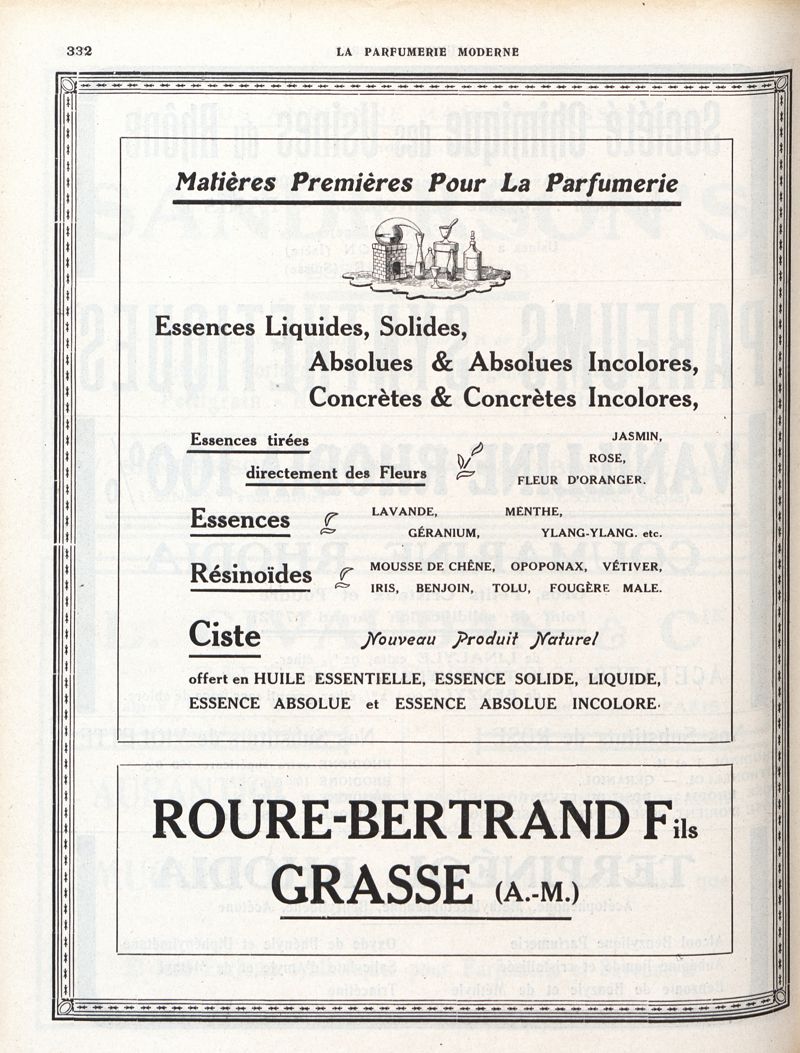 332
LA PARFUMERIE MODERNE
Matières Premières Pour La Parfumerie
Essences Liquides, Solides,
Absolues & Absolues Incolores,
Concrètes & Concrètes Incolores,
Essences tirées
directement des Fleurs
JASMIN,
ROSE,
FLEUR D'ORANGER.
Essences
LAVANDE, MENTHE,
GÉRANIUM, YLANG-YLANG. etc.
Résinoïdes
MOUSSE DE CHÊNE, OPOPONAX, VÉTIVER,
IRIS, BENJOIN, TOLU, FOUGÈRE MALE.
Ciste Nouveau Produit Naturel
offert en HUILE ESSENTIELLE, ESSENCE SOLIDE, LIQUIDE,
ESSENCE ABSOLUE et ESSENCE ABSOLUE INCOLORE.
ROURE-BERTRAND Fils
GRASSE (A.-M.)